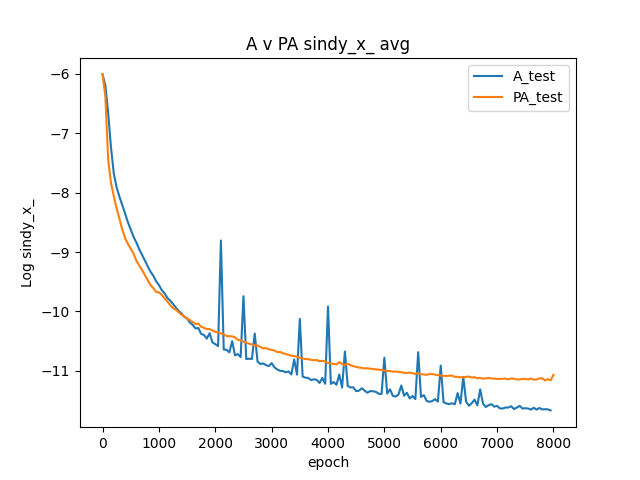 A v PA sindy_x_ avg
A_test
PA_test
−6
−7
−8
−9
−10
−11
Log sindy_x_
0 1000 2000 3000 4000 5000 6000 7000 8000
epoch